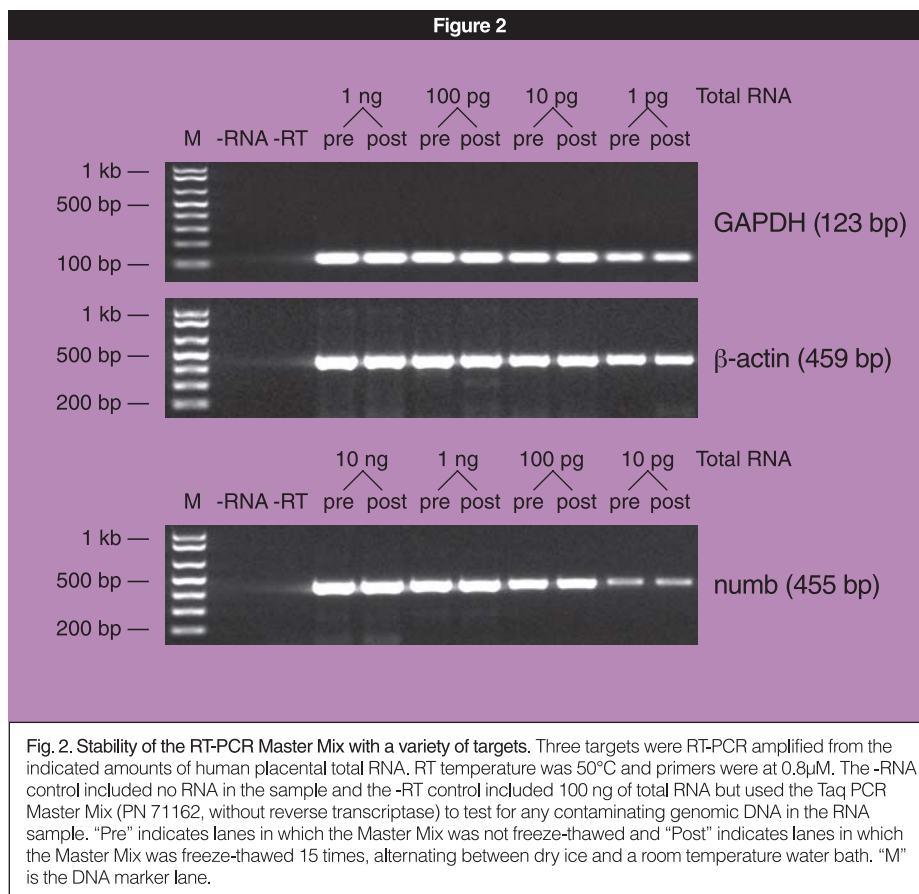 Figure 2
1 ng 100 pg 10 pg 1 pg Total RNA
M -RNA -RT pre post pre post pre post pre post
1 kb —
500 bp —
100 bp —
GAPDH (123 bp)
1 kb —
500 bp —
200 bp —
β-actin (459 bp)
10 ng 1 ng 100 pg 10 pg Total RNA
M -RNA -RT pre post pre post pre post pre post
1 kb —
500 bp —
200 bp —
numb (455 bp)
Fig. 2. Stability of the RT-PCR Master Mix with a variety of targets. Three targets were RT-PCR amplified from the
indicated amounts of human placental total RNA. RT temperature was 50°C and primers were at 0.8µM. The -RNA
control included no RNA in the sample and the -RT control included 100 ng of total RNA but used the Taq PCR
Master Mix (PN 71162, without reverse transcriptase) to test for any contaminating genomic DNA in the RNA
sample. “Pre” indicates lanes in which the Master Mix was not freeze-thawed and “Post” indicates lanes in which
the Master Mix was freeze-thawed 15 times, alternating between dry ice and a room temperature water bath. “M”
is the DNA marker lane.